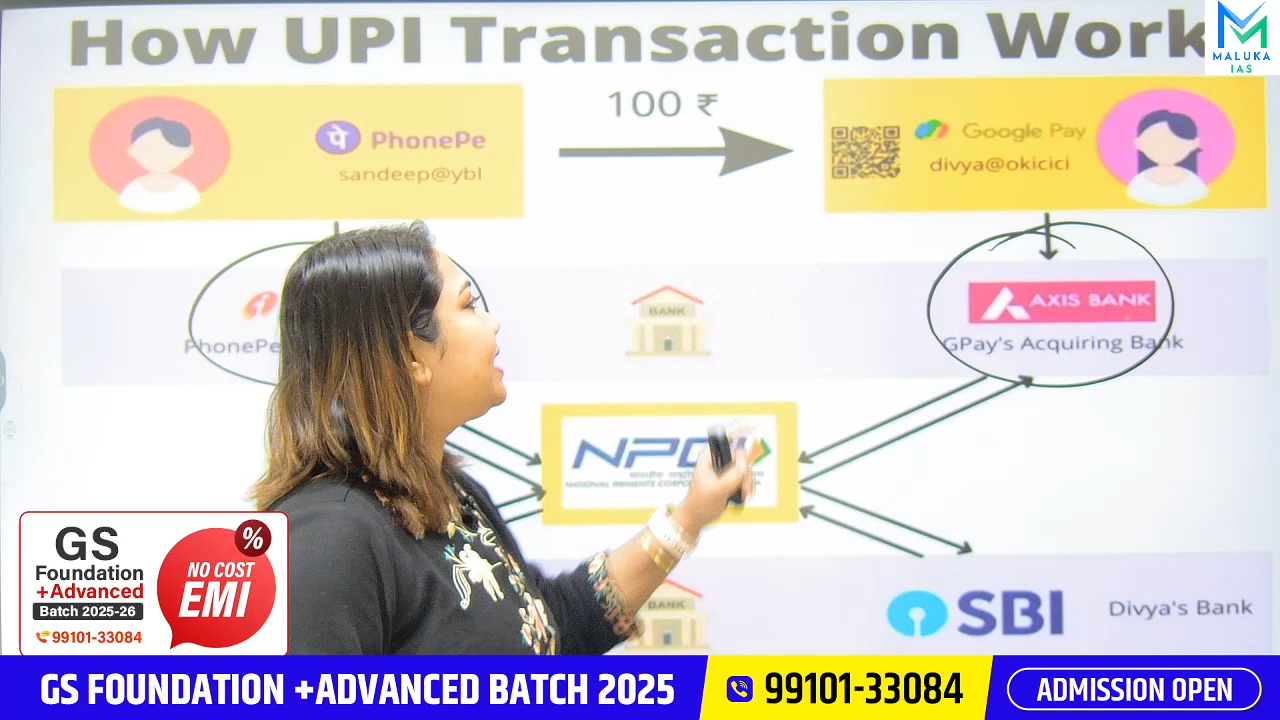 How UPI Transaction Work
MALUKA
IAS
100 ₹
पे PhonePe
sandeep@ybl
Google Pay
divya@okicici
BANK
AXIS BANK
PhonePe
GPay's Acquiring Bank
NPCI
NATIONAL PAYMENTS
BANK
SBI
Divya's Bank
GS
Foundation
+Advanced
Batch 2025-26
99101-33084
%
NO COST
EMI
GS FOUNDATION +ADVANCED BATCH 2025
99101-33084
ADMISSION OPEN